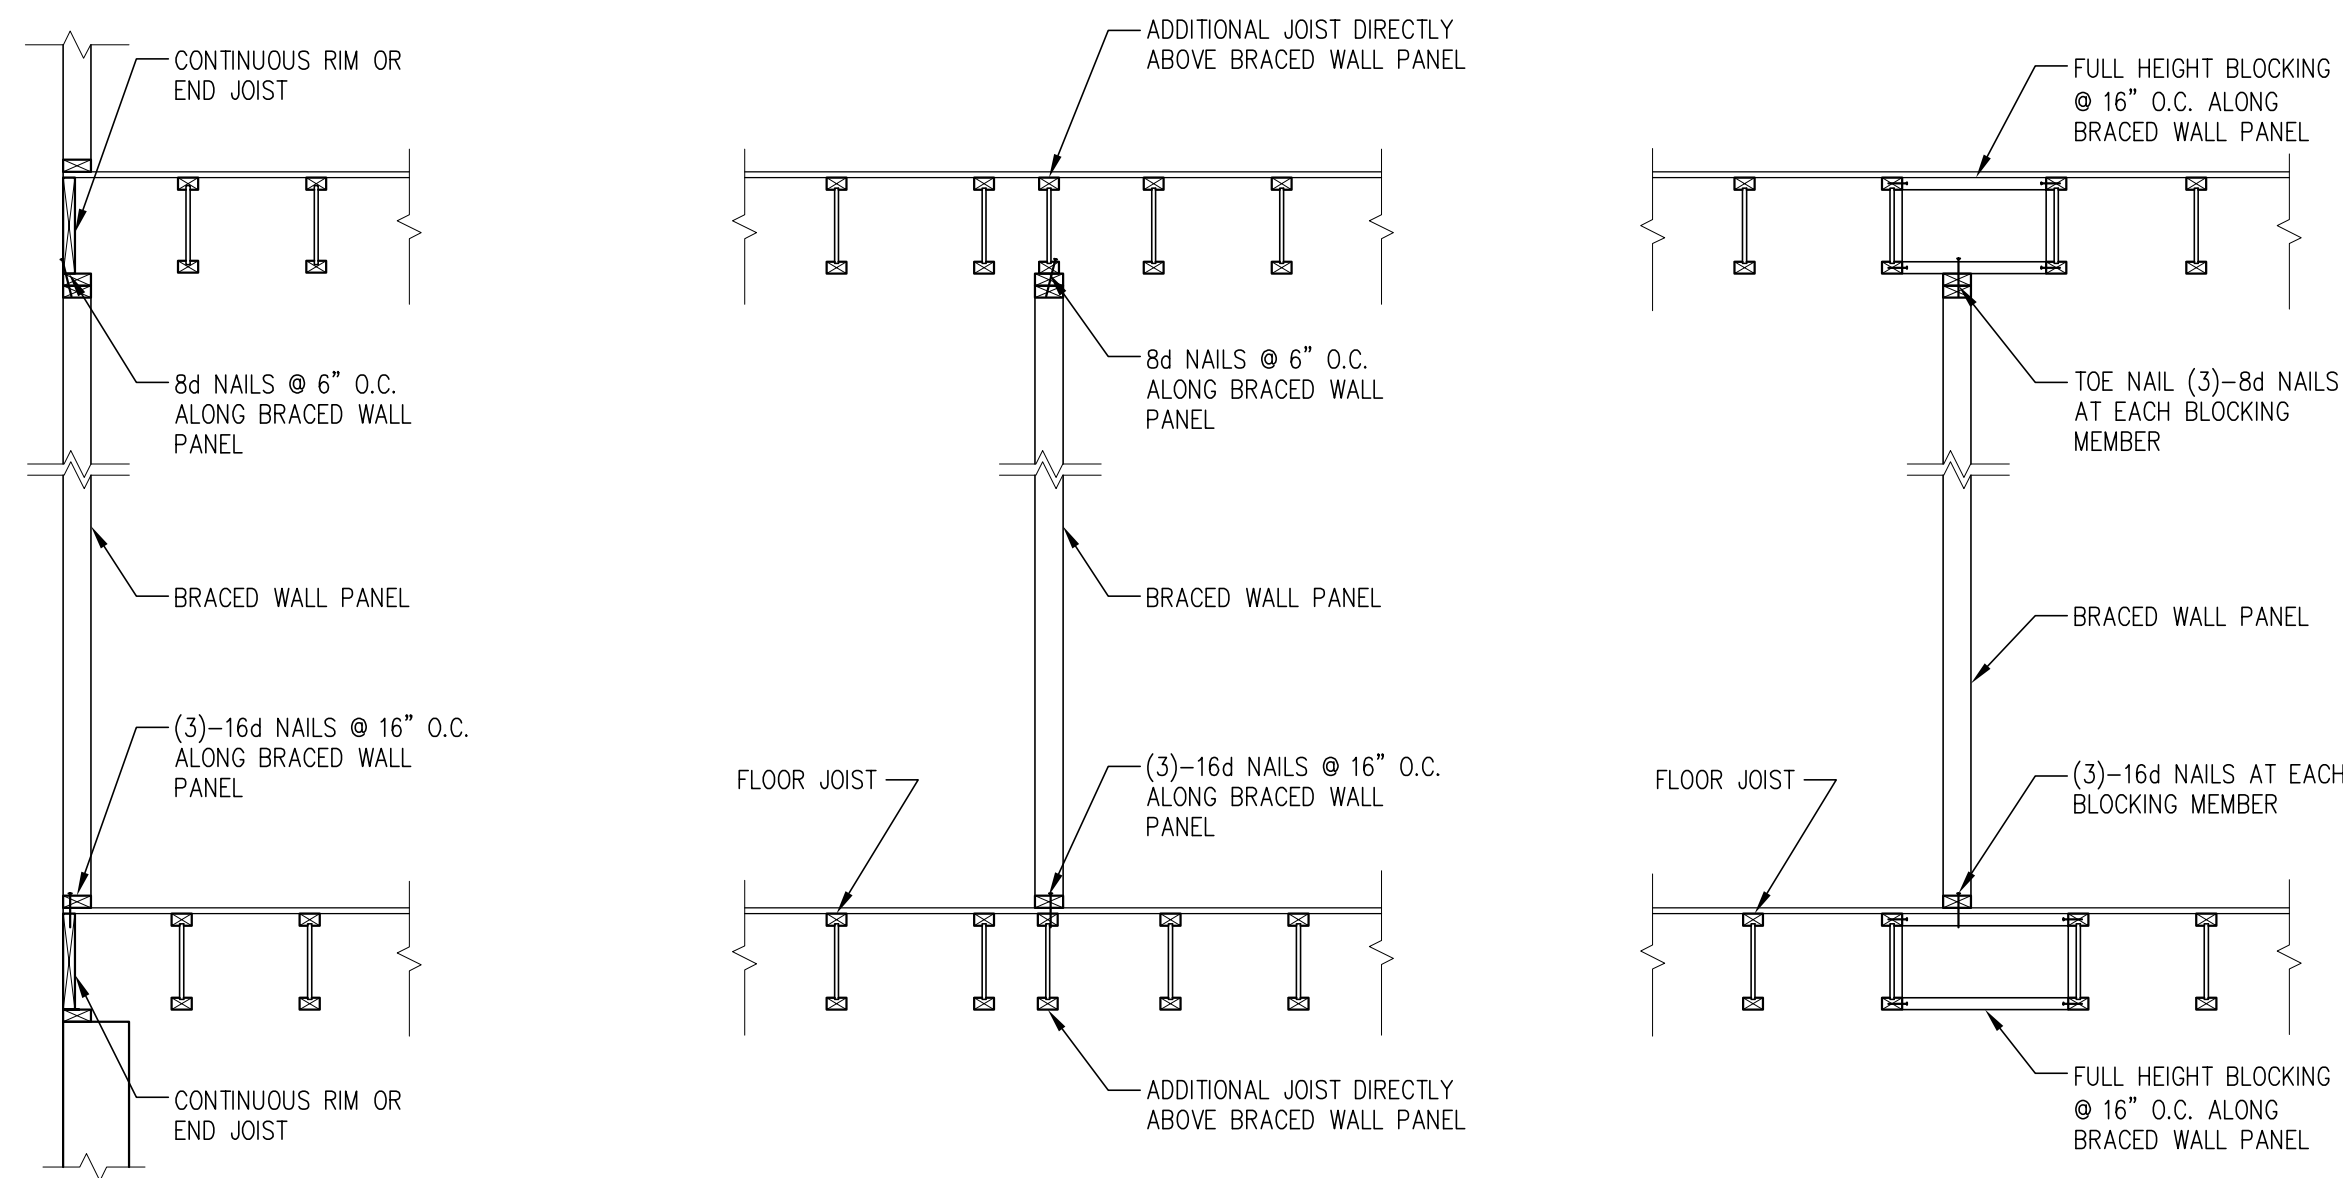 CONTINUOUS RIM OR
END JOIST
8d NAILS @ 6” O.C.
ALONG BRACED WALL
PANEL
BRACED WALL PANEL
(3)–16d NAILS @ 16” O.C.
ALONG BRACED WALL
PANEL
CONTINUOUS RIM OR
END JOIST
ADDITIONAL JOIST DIRECTLY
ABOVE BRACED WALL PANEL
8d NAILS @ 6” O.C.
ALONG BRACED WALL
PANEL
BRACED WALL PANEL
FLOOR JOIST
(3)–16d NAILS @ 16” O.C.
ALONG BRACED WALL
PANEL
ADDITIONAL JOIST DIRECTLY
ABOVE BRACED WALL PANEL
FULL HEIGHT BLOCKING
@ 16” O.C. ALONG
BRACED WALL PANEL
TOE NAIL (3)–8d NAILS
AT EACH BLOCKING
MEMBER
BRACED WALL PANEL
FLOOR JOIST
(3)–16d NAILS AT EACH
BLOCKING MEMBER
FULL HEIGHT BLOCKING
@ 16” O.C. ALONG
BRACED WALL PANEL